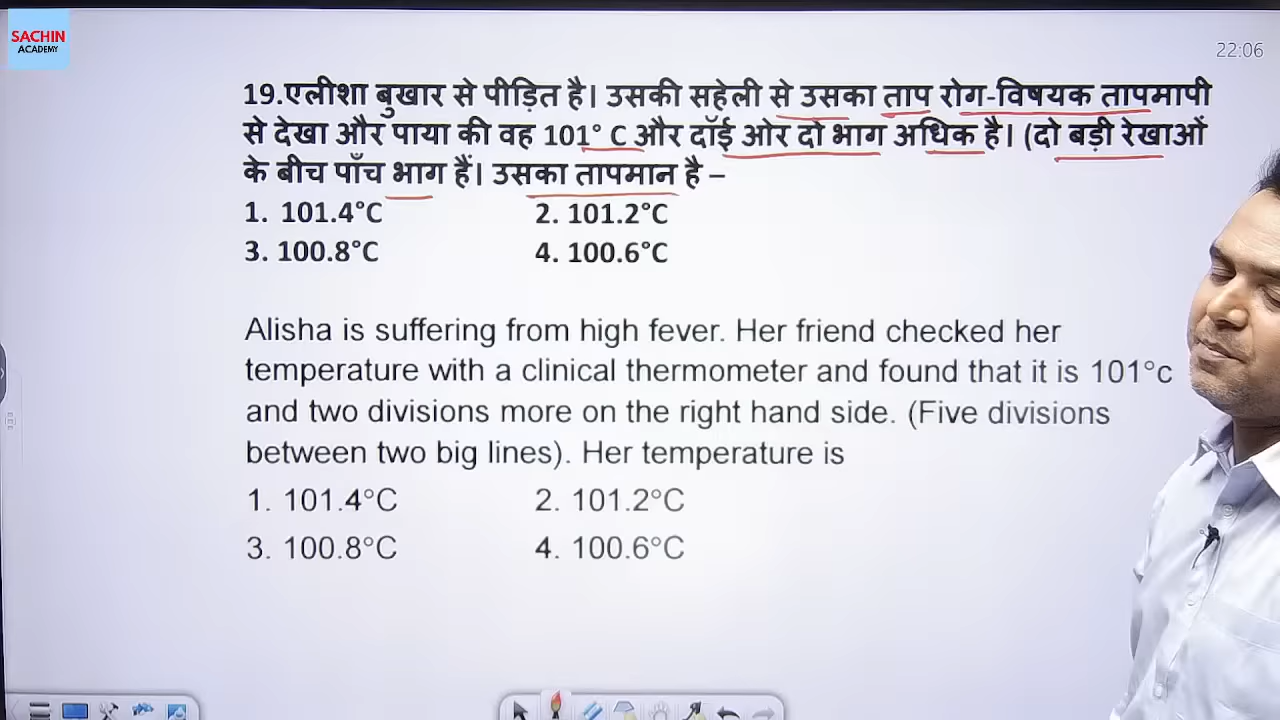 SACHIN
ACADEMY
22:06
19.एलीशा बुखार से पीड़ित है। उसकी सहेली से उसका ताप रोग-विषयक तापमापी
से देखा और पाया की वह 101° C और दॉई ओर दो भाग अधिक है। (दो बड़ी रेखाओं
के बीच पाँच भाग हैं। उसका तापमान है –
1. 101.4°C 2. 101.2°C
3. 100.8°C 4. 100.6°C
Alisha is suffering from high fever. Her friend checked her
temperature with a clinical thermometer and found that it is 101°c
and two divisions more on the right hand side. (Five divisions
between two big lines). Her temperature is
1. 101.4°C 2. 101.2°C
3. 100.8°C 4. 100.6°C